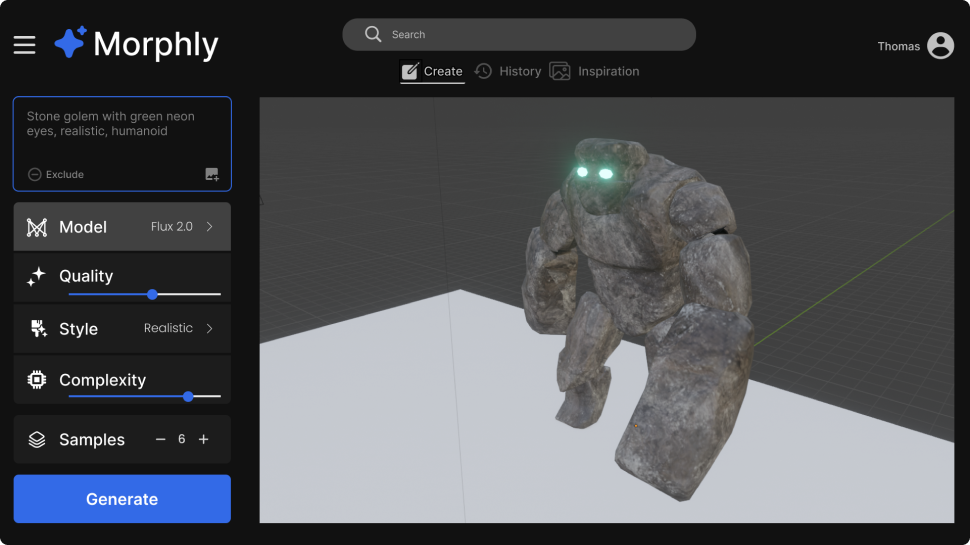 Morphly
Search
Thomas
Create
History
Inspiration
Stone golem with green neon
eyes, realistic, humanoid
Exclude
Model
Flux 2.0
Quality
Style
Realistic
Complexity
Samples
6
Generate